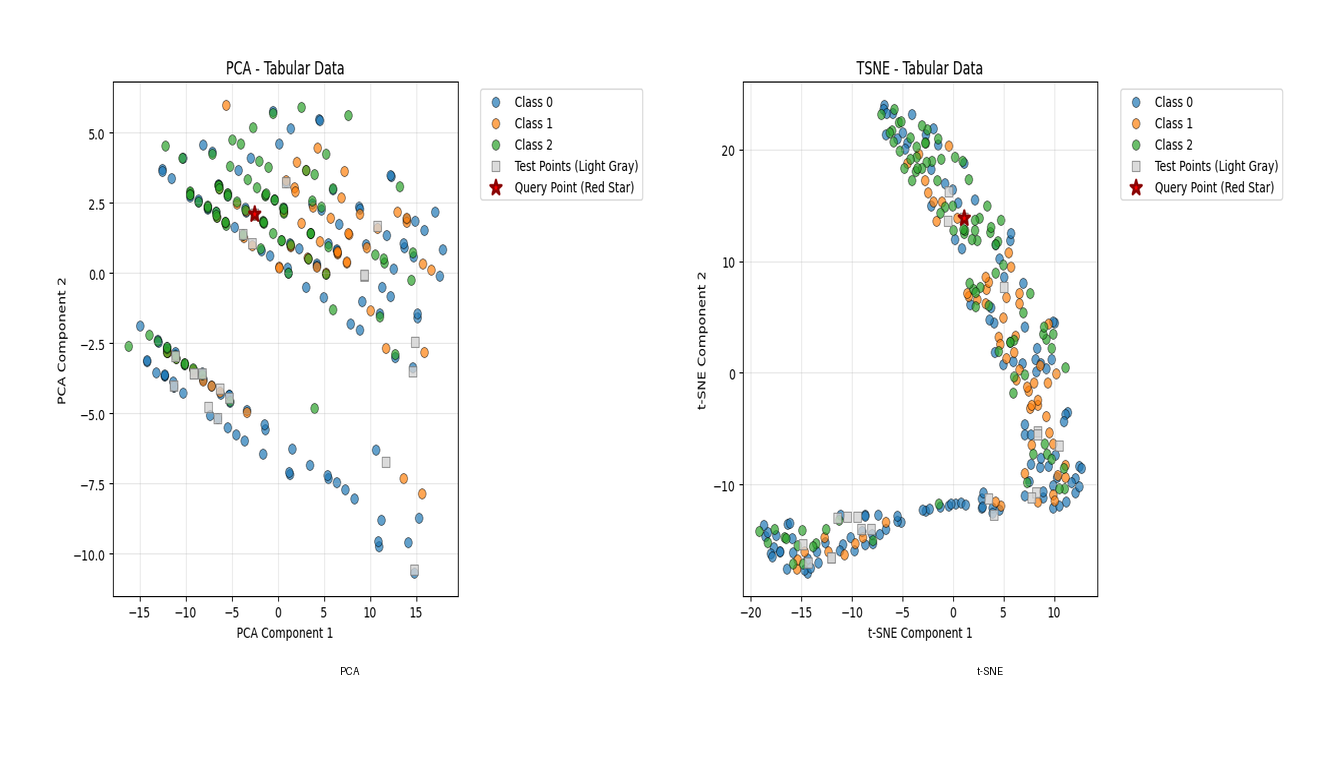 PCA - Tabular Data
5.0
2.5
0.0
−2.5
−5.0
−7.5
−10.0
PCA Component 2
−15
−10
−5
0
5
10
15
PCA Component 1
Class 0
Class 1
Class 2
Test Points (Light Gray)
Query Point (Red Star)
PCA
TSNE - Tabular Data
20
10
0
−10
t-SNE Component 2
−20
−15
−10
−5
0
5
10
t-SNE Component 1
Class 0
Class 1
Class 2
Test Points (Light Gray)
Query Point (Red Star)
t-SNE